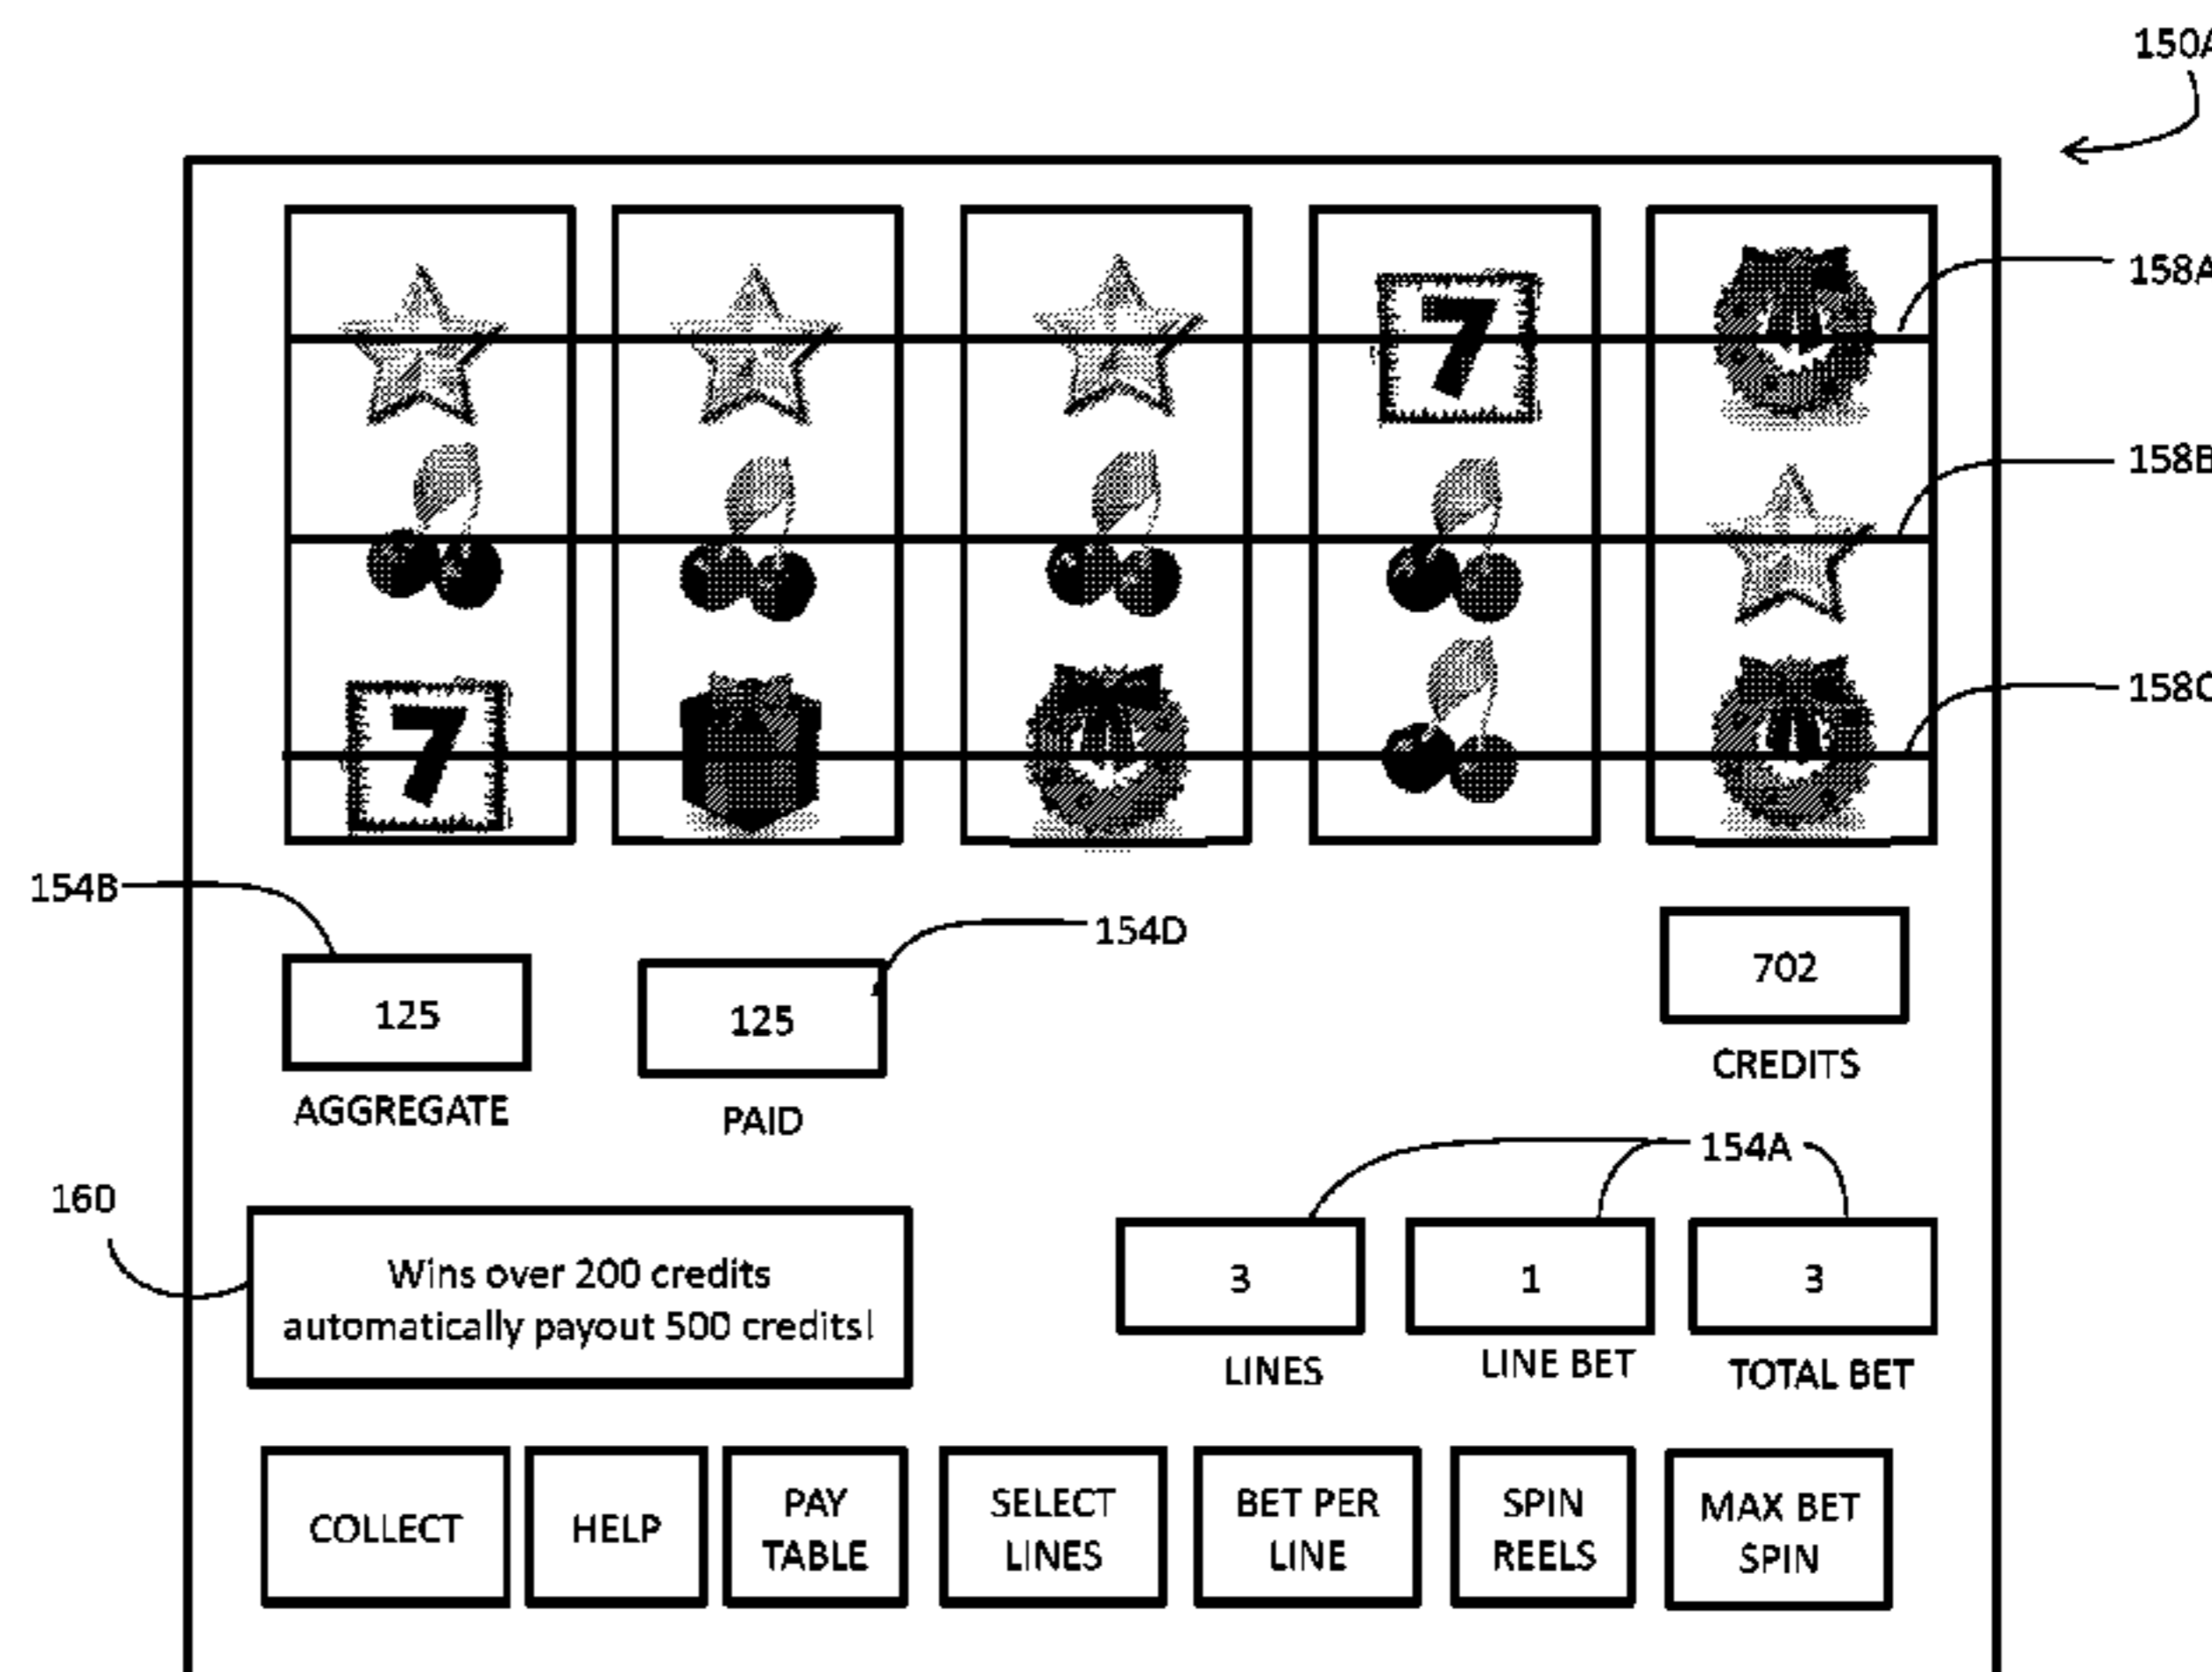 150A
158A
7
158B
158C
7
154B
154D
702
125
125
CREDITS
AGGREGATE
PAID
154A
160
Wins over 200 credits
automatically payout 500 credits!
3
1
3
LINES
LINE BET
TOTAL BET
COLLECT
HELP
PAY
TABLE
SELECT
LINES
BET PER
LINE
SPIN
REELS
MAX BET
SPIN